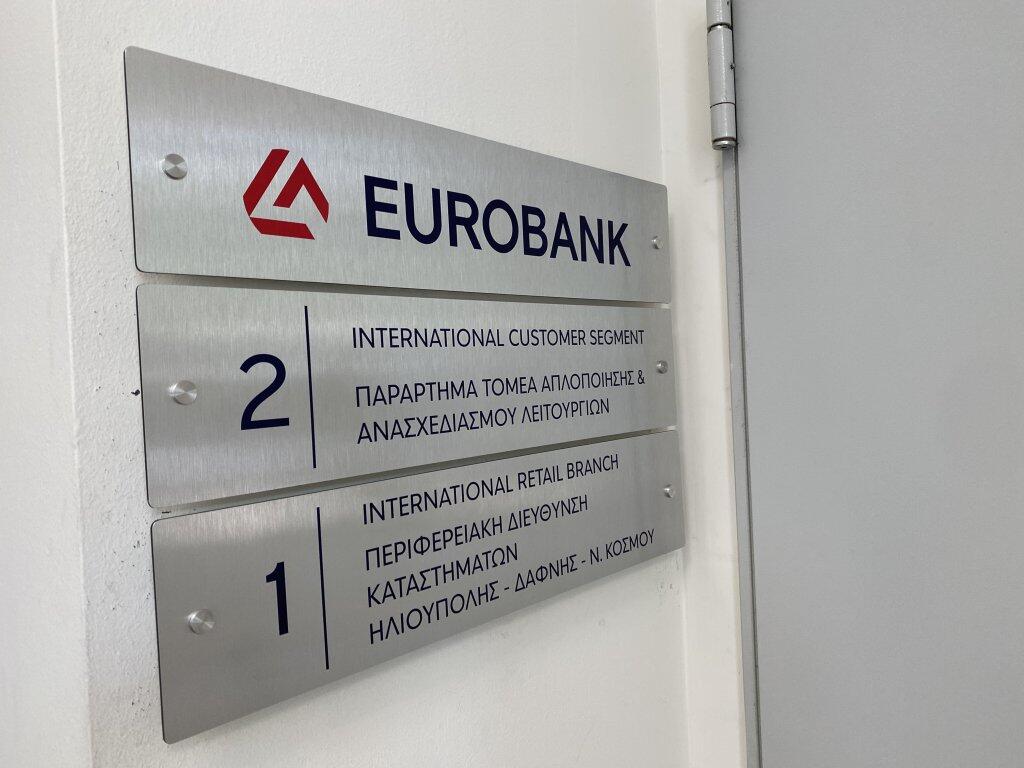 EUROBANK
2
INTERNATIONAL CUSTOMER SEGMENT
ΠΑΡΑΡΤΗΜΑ ΤΟΜΕΑ ΑΠΛΟΠΟΙΗΣΗΣ &
ΑΝΑΣΧΕΔΙΑΣΜΟΥ ΛΕΙΤΟΥΡΓΙΩΝ
1
INTERNATIONAL RETAIL BRANCH
ΠΕΡΙΦΕΡΕΙΑΚΗ ΔΙΕΥΘΥΝΣΗ
ΚΑΤΑΣΤΗΜΑΤΩΝ
ΗΛΙΟΥΠΟΛΗΣ - ΔΑΦΝΗΣ - Ν. ΚΟΣΜΟΥ